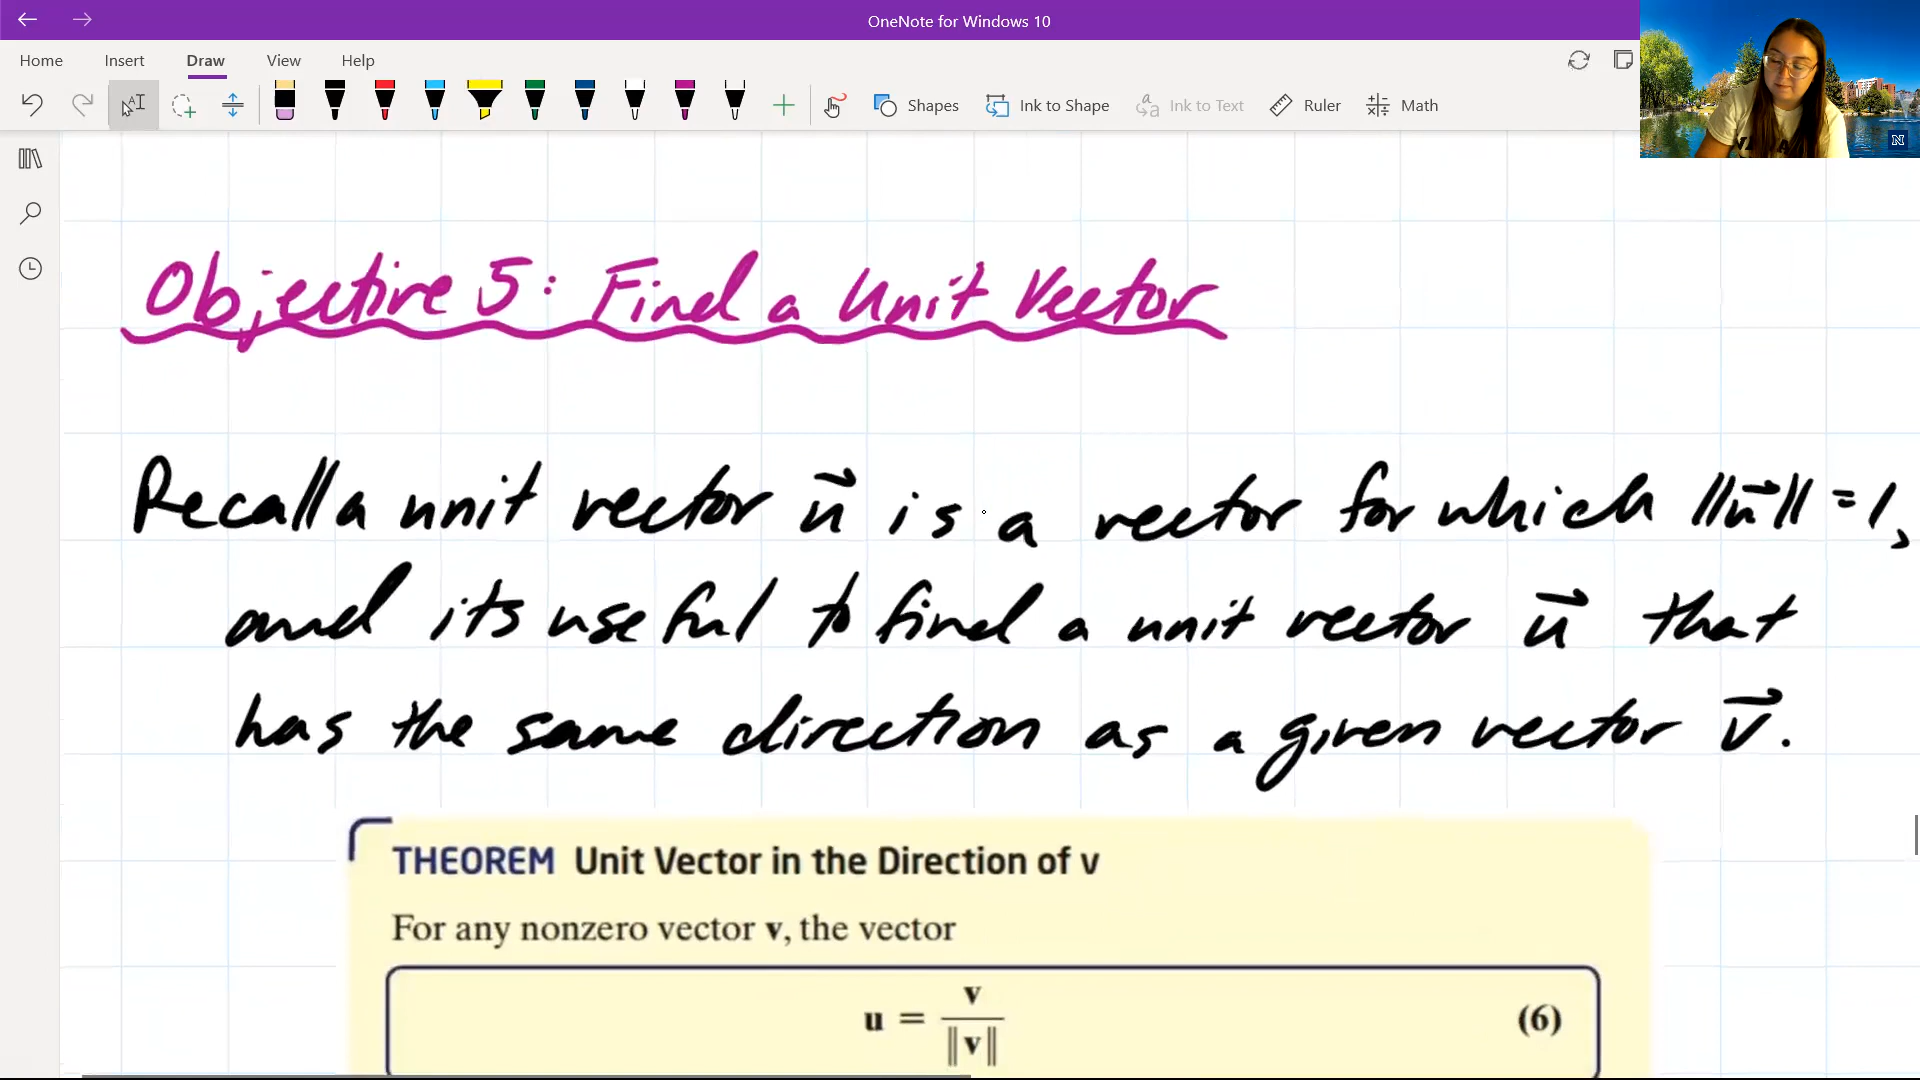 OneNote for Windows 10
Home Insert Draw View Help
Shapes Ink to Shape Ink to Text Ruler Math
N
Objective 5: Find a Unit Vector
Recall a unit vector u⃗ is a vector for which ||u⃗|| = 1,
and its useful to find a unit vector u⃗ that
has the same direction as a given vector v⃗.
THEOREM Unit Vector in the Direction of v
For any nonzero vector v, the vector
u = v / ‖v‖ (6)